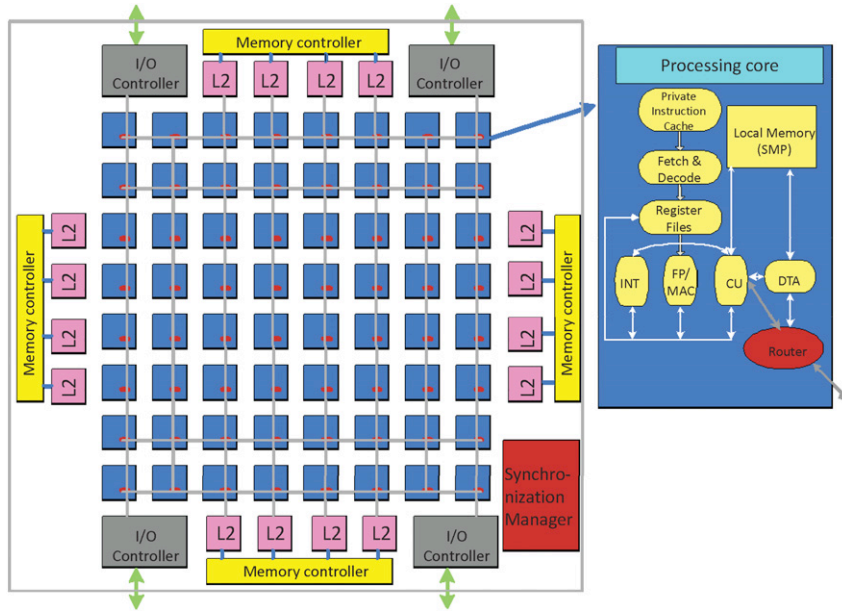 Memory controller
I/O
Controller
L2
L2
L2
L2
I/O
Controller
Memory controller
L2
L2
L2
L2
L2
L2
L2
L2
Memory controller
Synchro-
nization
Manager
I/O
Controller
L2
L2
L2
L2
I/O
Controller
Memory controller
Processing core
Private
Instruction
Cache
Local Memory
(SMP)
Fetch &
Decode
Register
Files
INT
FP/
MAC
CU
DTA
Router